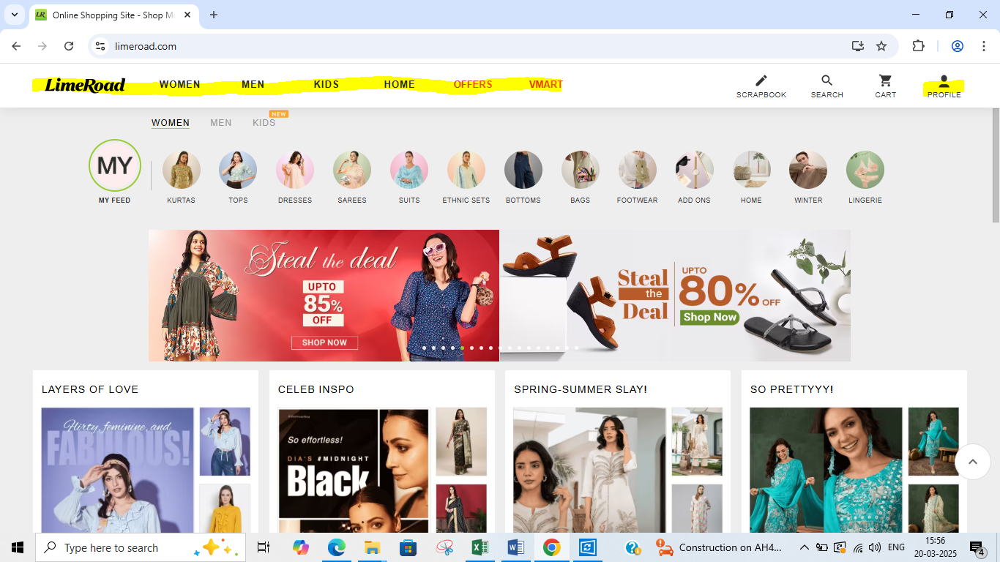 LR Online Shopping Site - Shop Me
limeroad.com
LimeRoad WOMEN MEN KIDS HOME OFFERS VMART SCRAPBOOK SEARCH CART PROFILE
WOMEN MEN KIDS NEW
MY
MY FEED KURTAS TOPS DRESSES SAREES SUITS ETHNIC SETS BOTTOMS BAGS FOOTWEAR ADD ONS HOME WINTER LINGERIE
Steal the deal
UPTO
85%
OFF
SHOP NOW
Steal
the
Deal
UPTO
80% OFF
Shop Now
LAYERS OF LOVE
Flirty, feminine, and
FABULOUS!
CELEB INSPO
So effortless!
DIA'S #MIDNIGHT
Black
SPRING-SUMMER SLAY!
SO PRETTYYY!
Type here to search
Construction on AH4...
ENG
15:56
20-03-2025
4